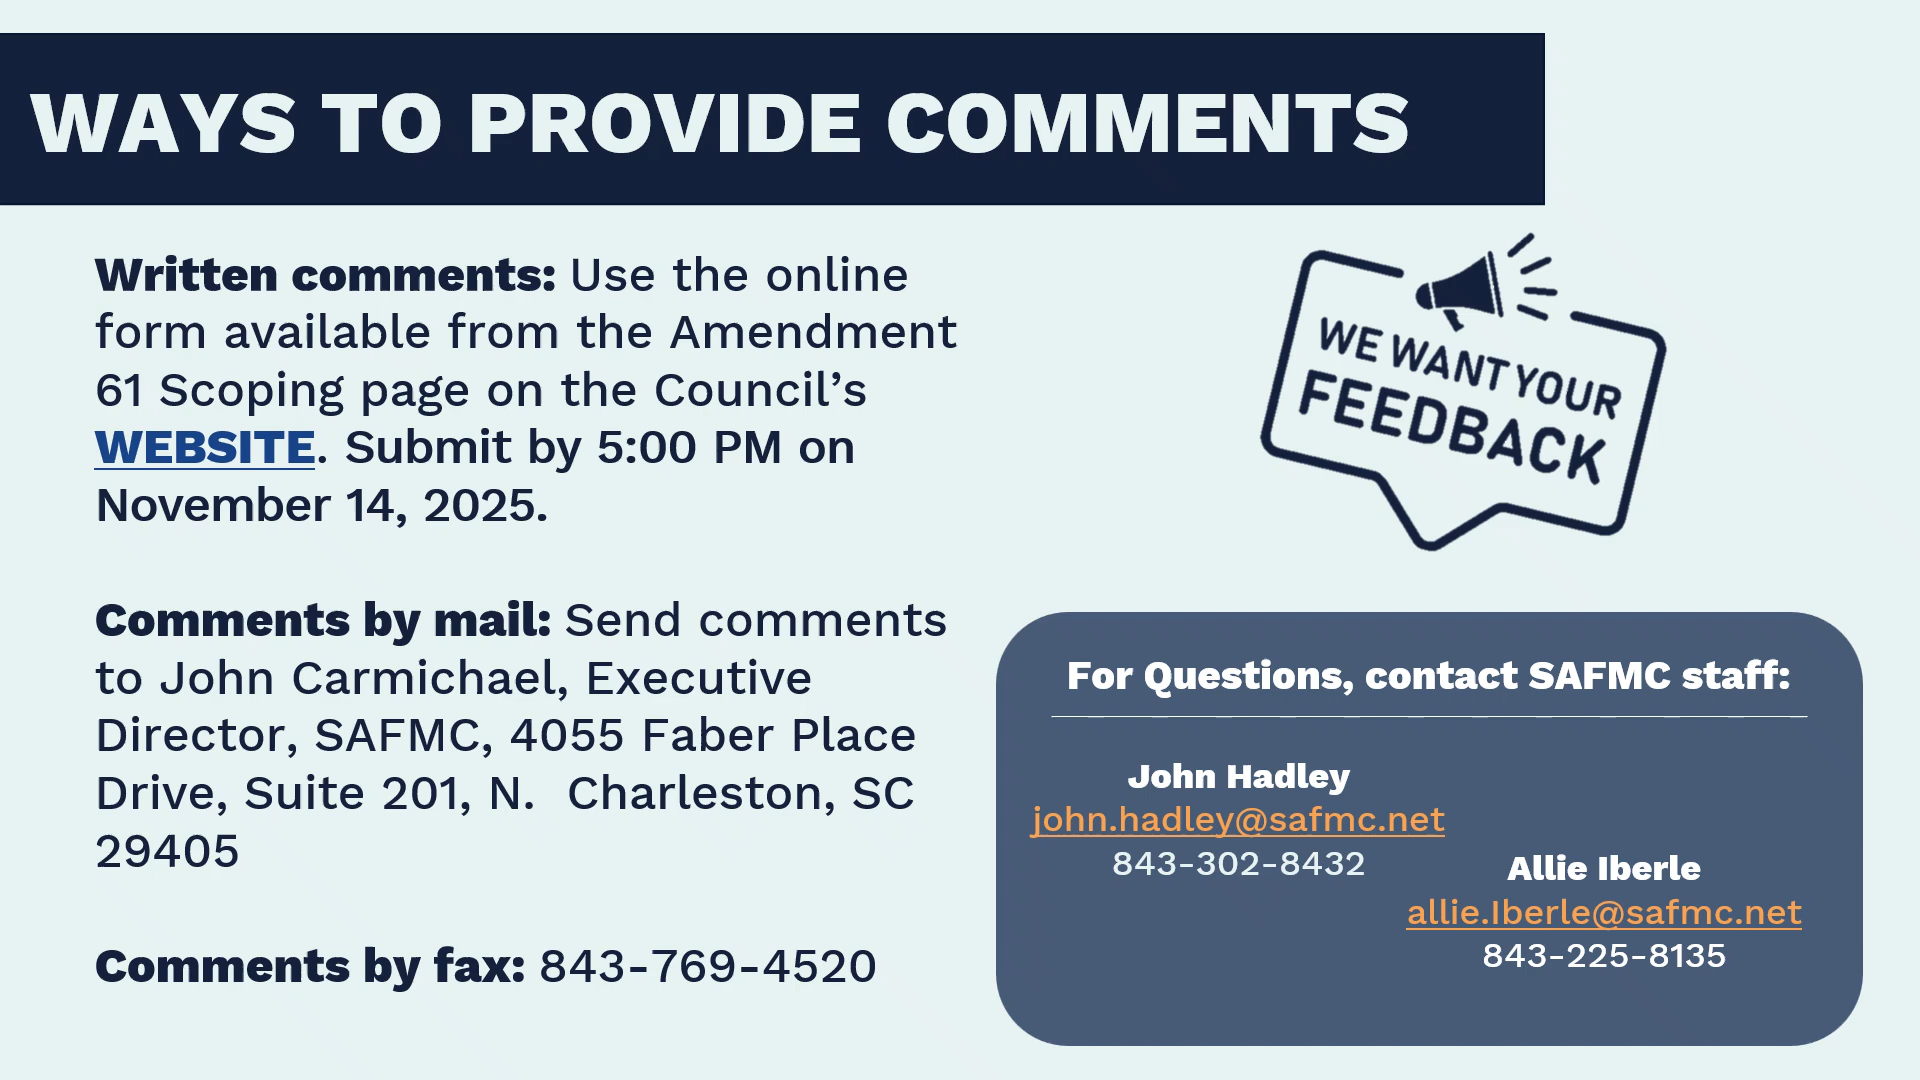 WAYS TO PROVIDE COMMENTS
Written comments: Use the online
form available from the Amendment
61 Scoping page on the Council’s
WEBSITE. Submit by 5:00 PM on
November 14, 2025.
Comments by mail: Send comments
to John Carmichael, Executive
Director, SAFMC, 4055 Faber Place
Drive, Suite 201, N.  Charleston, SC
29405
Comments by fax: 843-769-4520
WE WANT YOUR
FEEDBACK
For Questions, contact SAFMC staff:
John Hadley
john.hadley@safmc.net
843-302-8432
Allie Iberle
allie.Iberle@safmc.net
843-225-8135